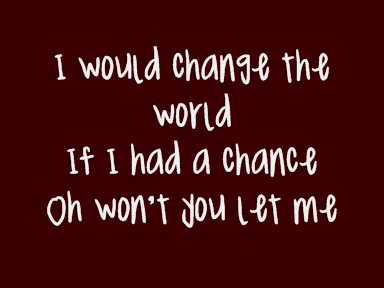 I would change the
world
If I had a chance
Oh won't you let me